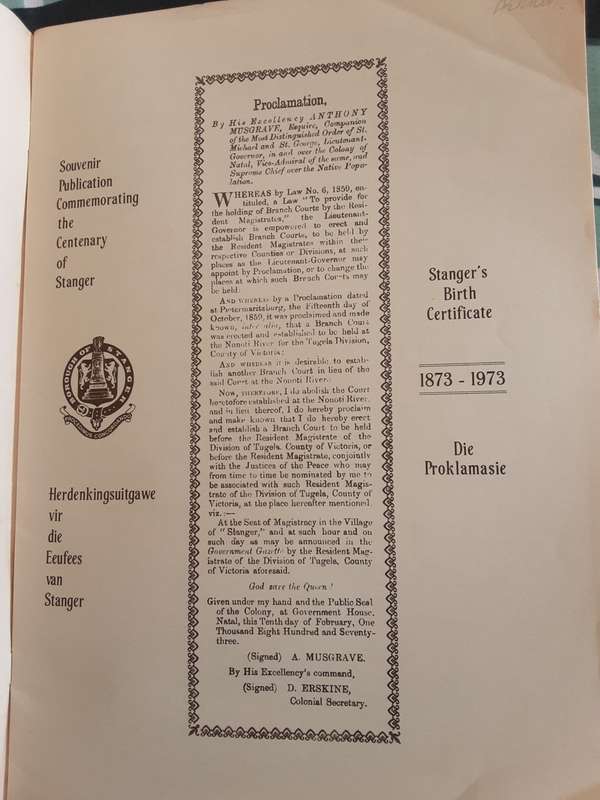 Souvenir
Publication
Commemorating
the
Centenary
of
Stanger
BOROUGH OF STANGER
Herdenkingsuitgawe
vir
die
Eeufees
van
Stanger
Proclamation,
By His Excellency ANTHONY
MUSGRAVE, Esquire, Companion
of the Most Distinguished Order of St.
Michael and St. George, Lieutenant-
Governor, in and over the Colony of
Natal, Vice-Admiral of the same, and
Supreme Chief over the Native Popu-
lation.
WHEREAS by Law No. 6, 1859, en-
tituled, a Law "To provide for
the holding of Branch Courts by the Resi-
dent Magistrates," the Lieutenant-
Governor is empowered to erect and
establish Branch Courts, to be held by
the Resident Magistrates within their
respective Counties or Divisions, at such
places as the Lieutenant-Governor may
appoint by Proclamation, or to change the
places at which such Branch Courts may
be held:
AND WHEREAS by a Proclamation dated
at Pietermaritzburg, the Fifteenth day of
October, 1859, it was proclaimed and made
known, inter alia, that a Branch Court
was erected and established to be held at
the Nonoti River for the Tugela Division,
County of Victoria:
AND WHEREAS it is desirable to estab-
lish another Branch Court in lieu of the
said Court at the Nonoti River.
Now, THEREFORE, I do abolish the Court
heretofore established at the Nonoti River,
and in lieu thereof, I do hereby proclaim
and make known that I do hereby erect
and establish a Branch Court to be held
before the Resident Magistrate of the
Division of Tugela, County of Victoria, or
before the Resident Magistrate, conjointly
with the Justices of the Peace who may
from time to time be nominated by me to
be associated with such Resident Magis-
trate of the Division of Tugela, County of
Victoria, at the place hereafter mentioned,
viz. :—
At the Seat of Magistracy in the Village
of "Stanger," and at such hour and on
such day as may be announced in the
Government Gazette by the Resident Mag-
istrate of the Division of Tugela, County
of Victoria aforesaid.
God save the Queen!
Given under my hand and the Public Seal
of the Colony, at Government House,
Natal, this Tenth day of February, One
Thousand Eight Hundred and Seventy-
three.
(Signed) A. MUSGRAVE.
By His Excellency's command,
(Signed) D. ERSKINE,
Colonial Secretary.
Stanger's
Birth
Certificate
1873 - 1973
Die
Proklamasie